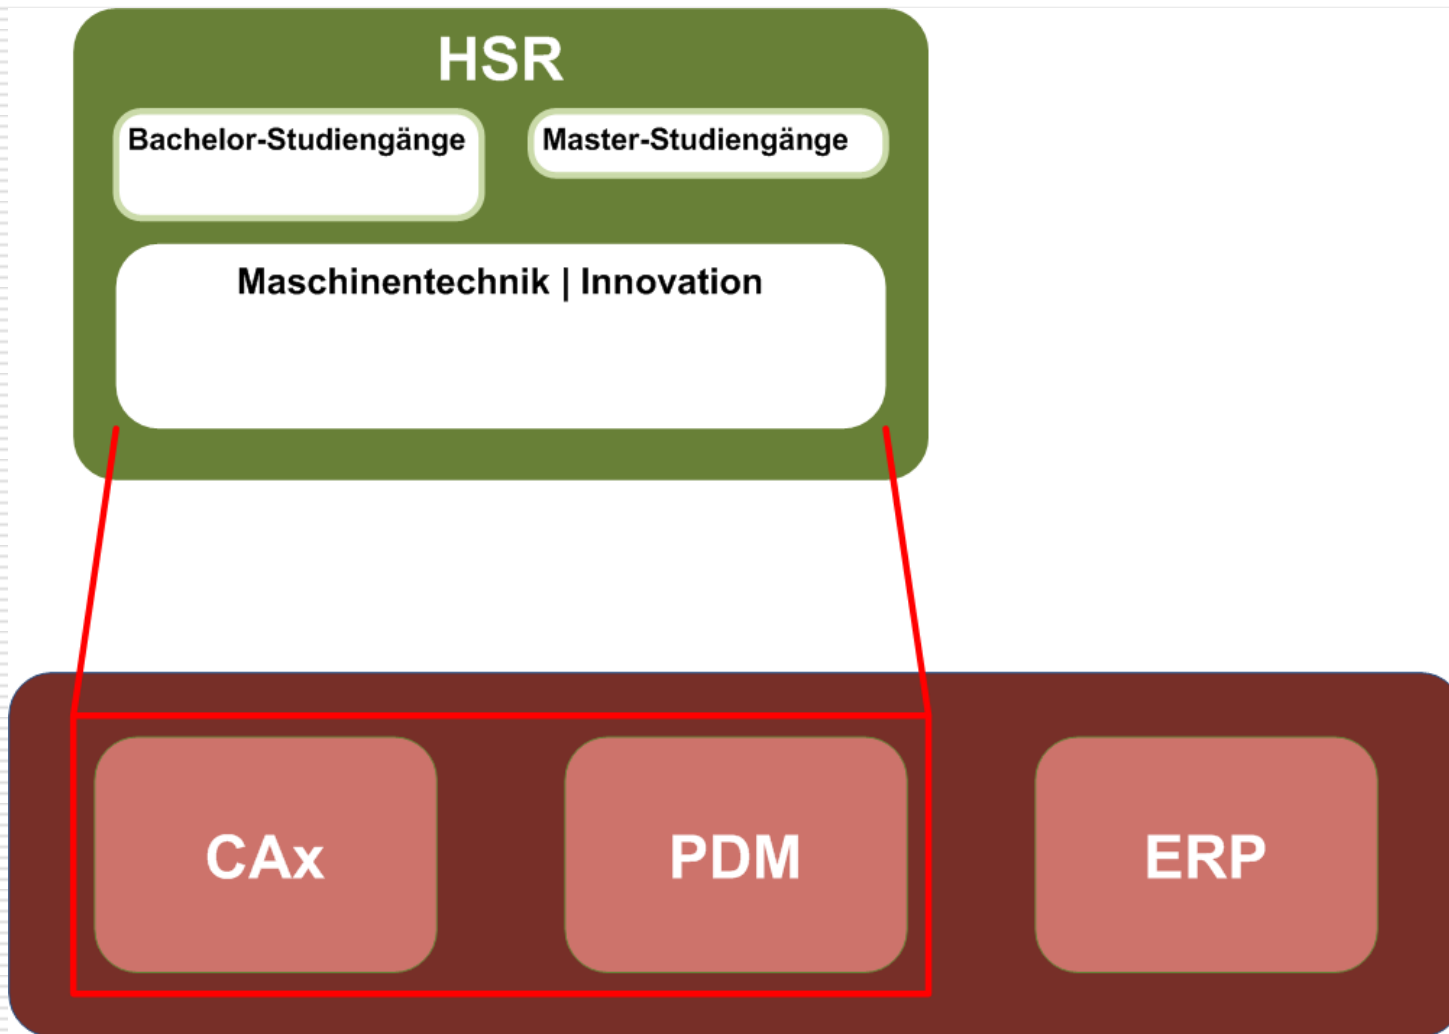 HSR
Bachelor-Studiengänge
Master-Studiengänge
Maschinentechnik | Innovation
CAx
PDM
ERP